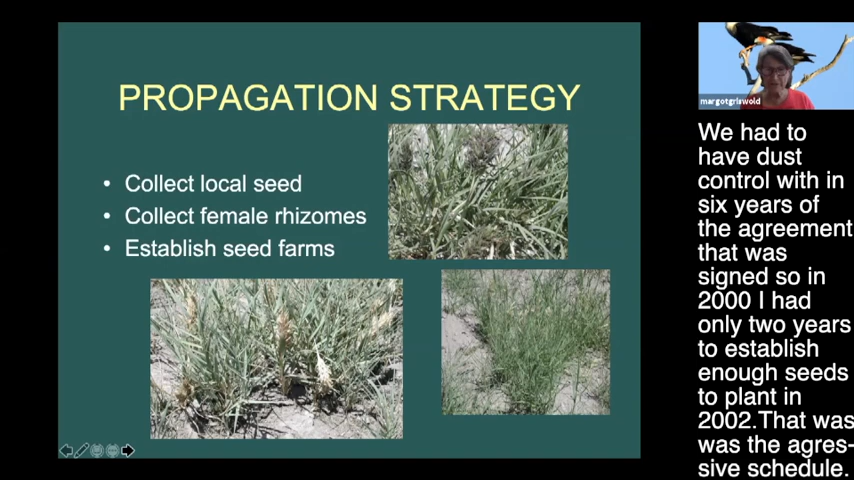 PROPAGATION STRATEGY
• Collect local seed
• Collect female rhizomes
• Establish seed farms
margotgriswold
We had to
have dust
control with in
six years of
the agreement
that was
signed so in
2000 I had
only two years
to establish
enough seeds
to plant in
2002.That was
was the agres-
sive schedule.